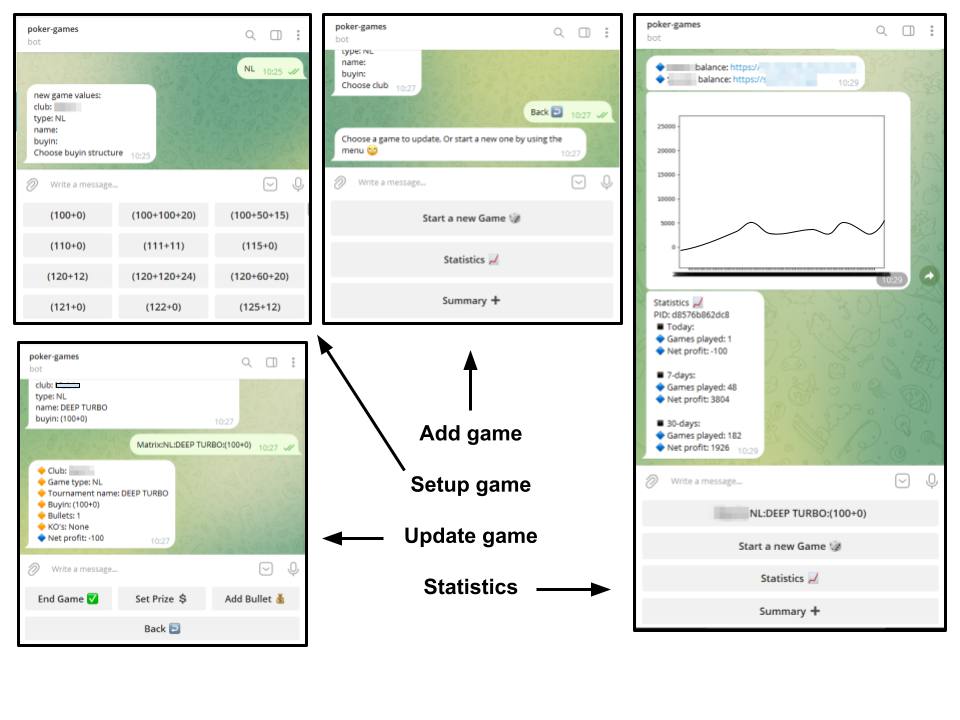 poker-games
bot
NL 10:25
new game values:
club:
type: NL
name:
buyin:
Choose buyin structure 10:25
Write a message...
(100+0) (100+100+20) (100+50+15)
(110+0) (111+11) (115+0)
(120+12) (120+120+24) (120+60+20)
(121+0) (122+0) (125+12)
poker-games
bot
type: NL
name:
buyin:
Choose club 10:27
Back 10:27
Choose a game to update, Or start a new one by using the
menu 10:27
Write a message...
Start a new Game
Statistics
Summary
poker-games
bot
balance: https:/
balance: https://s
10:29
25000
20000
15000
10000
5000
0
10:29
Statistics
PID: d8576b862dc8
Today:
Games played: 1
Net profit: -100
7-days:
Games played: 48
Net profit: 3804
30-days:
Games played: 182
Net profit: 1926 10:29
Write a message...
NL:DEEP TURBO:(100+0)
Start a new Game
Statistics
Summary
poker-games
bot
club:
type: NL
name: DEEP TURBO
buyin: (100+0)
10:27
Matrix:NL:DEEP TURBO:(100+0) 10:27
Club:
Game type: NL
Tournament name: DEEP TURBO
Buyin: (100+0)
Bullets: 1
KO's: None
Net profit: -100
10:27
Write a message...
End Game Set Prize $ Add Bullet
Back
Add game
Setup game
Update game
Statistics